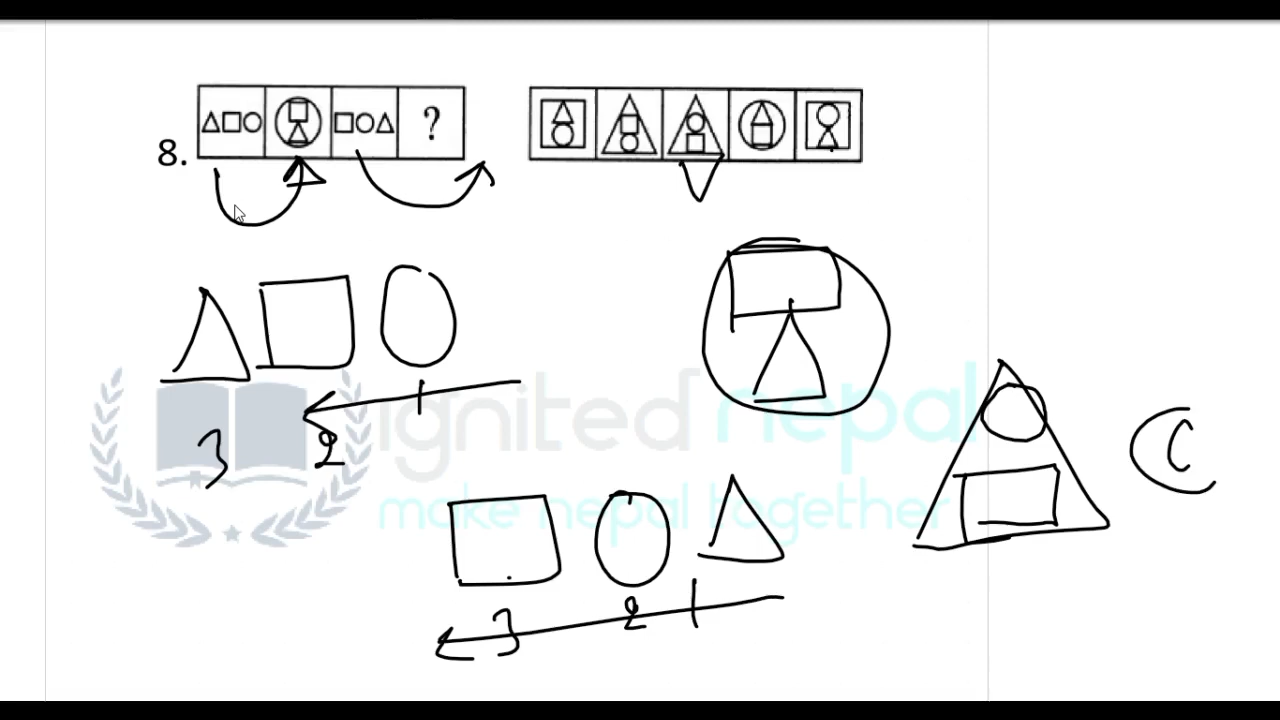 8. ?
3 2 1
ignited nepal
make nepal together
(C
3 2 1